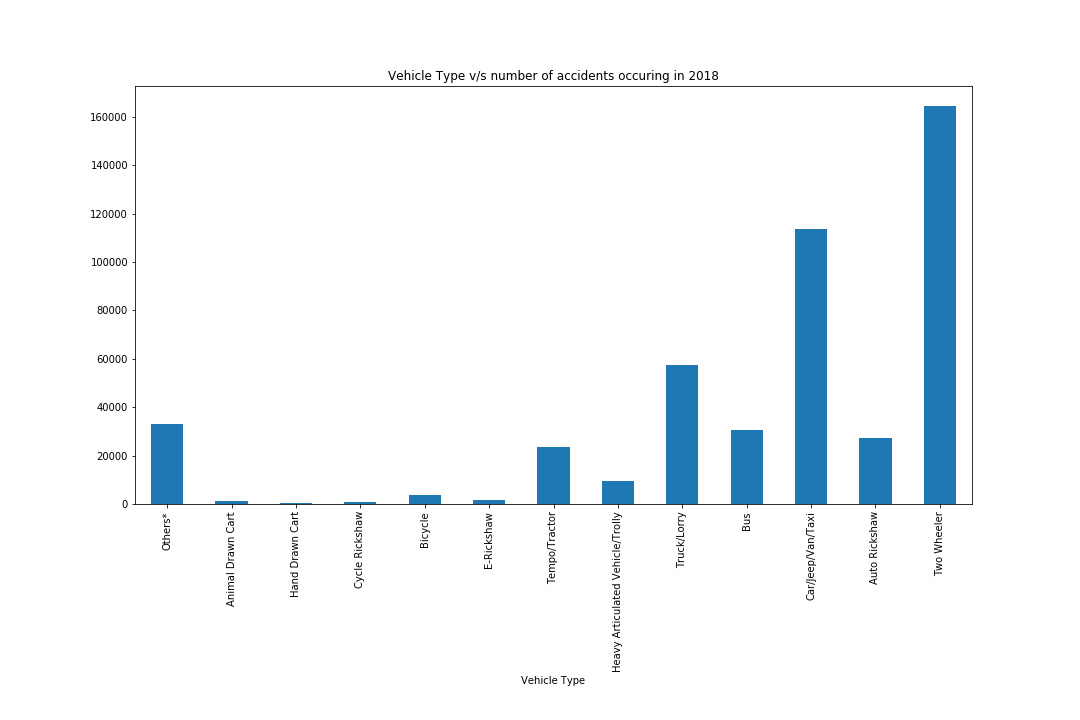 Vehicle Type v/s number of accidents occuring in 2018
160000
140000
120000
100000
80000
60000
40000
20000
0
Others*
Animal Drawn Cart
Hand Drawn Cart
Cycle Rickshaw
Bicycle
E-Rickshaw
Tempo/Tractor
Heavy Articulated Vehicle/Trolly
Truck/Lorry
Bus
Car/Jeep/Van/Taxi
Auto Rickshaw
Two Wheeler
Vehicle Type